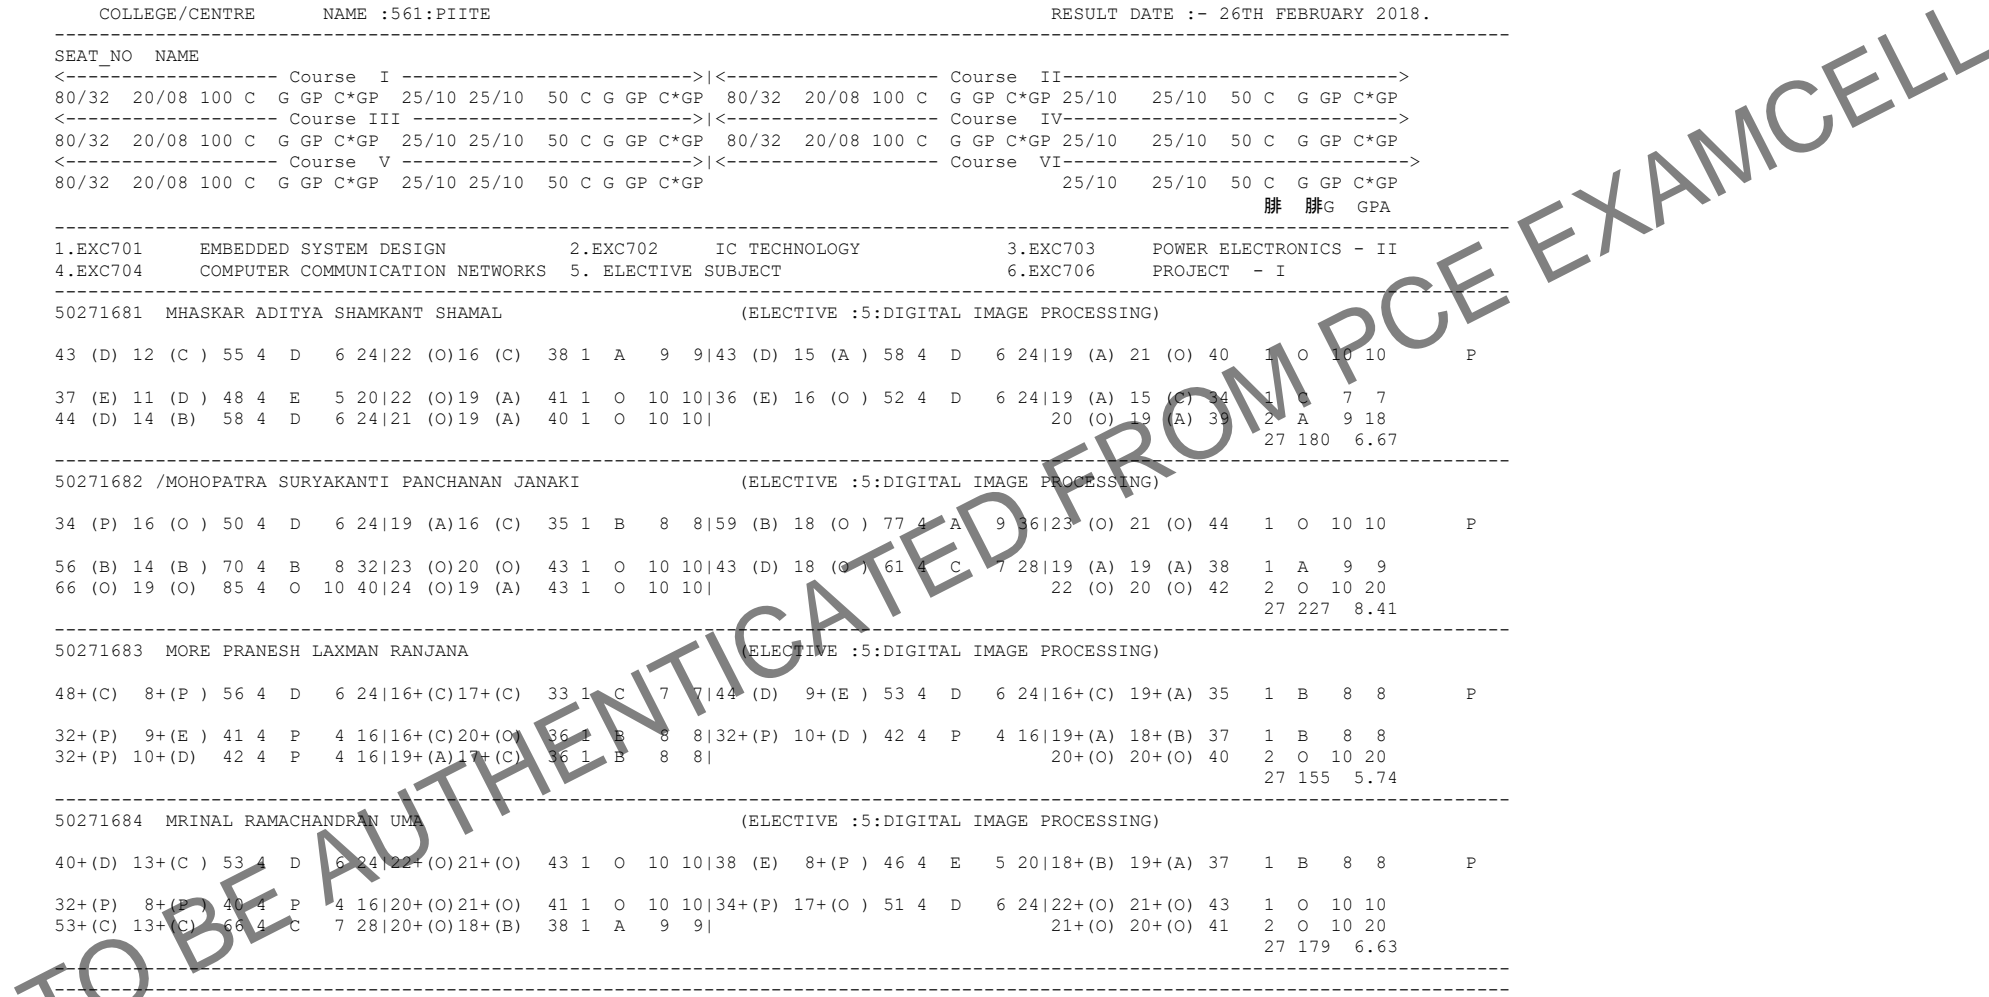 COLLEGE/CENTRE NAME :561:PIITE RESULT DATE :- 26TH FEBRUARY 2018.
SEAT_NO NAME
<------------------- Course I -------------------------->|<------------------- Course II------------------------------>
80/32 20/08 100 C G GP C*GP 25/10 25/10 50 C G GP C*GP 80/32 20/08 100 C G GP C*GP 25/10 25/10 50 C G GP C*GP
<------------------- Course III ------------------------->|<------------------- Course IV------------------------------>
80/32 20/08 100 C G GP C*GP 25/10 25/10 50 C G GP C*GP 80/32 20/08 100 C G GP C*GP 25/10 25/10 50 C G GP C*GP
<------------------- Course V -------------------------->|<------------------- Course VI------------------------------->
80/32 20/08 100 C G GP C*GP 25/10 25/10 50 C G GP C*GP 25/10 25/10 50 C G GP C*GP
腓 腓G GPA
1.EXC701 EMBEDDED SYSTEM DESIGN 2.EXC702 IC TECHNOLOGY 3.EXC703 POWER ELECTRONICS - II
4.EXC704 COMPUTER COMMUNICATION NETWORKS 5. ELECTIVE SUBJECT 6.EXC706 PROJECT - I
50271681 MHASKAR ADITYA SHAMKANT SHAMAL (ELECTIVE :5:DIGITAL IMAGE PROCESSING)
43 (D) 12 (C ) 55 4 D 6 24|22 (O)16 (C) 38 1 A 9 9|43 (D) 15 (A ) 58 4 D 6 24|19 (A) 21 (O) 40 1 O 10 10 P
37 (E) 11 (D ) 48 4 E 5 20|22 (O)19 (A) 41 1 O 10 10|36 (E) 16 (O ) 52 4 D 6 24|19 (A) 15 (C) 34 1 C 7 7
44 (D) 14 (B) 58 4 D 6 24|21 (O)19 (A) 40 1 O 10 10| 20 (O) 19 (A) 39 2 A 9 18
27 180 6.67
50271682 /MOHOPATRA SURYAKANTI PANCHANAN JANAKI (ELECTIVE :5:DIGITAL IMAGE PROCESSING)
34 (P) 16 (O ) 50 4 D 6 24|19 (A)16 (C) 35 1 B 8 8|59 (B) 18 (O ) 77 4 A 9 36|23 (O) 21 (O) 44 1 O 10 10 P
56 (B) 14 (B ) 70 4 B 8 32|23 (O)20 (O) 43 1 O 10 10|43 (D) 18 (O ) 61 4 C 7 28|19 (A) 19 (A) 38 1 A 9 9
66 (O) 19 (O) 85 4 O 10 40|24 (O)19 (A) 43 1 O 10 10| 22 (O) 20 (O) 42 2 O 10 20
27 227 8.41
50271683 MORE PRANESH LAXMAN RANJANA (ELECTIVE :5:DIGITAL IMAGE PROCESSING)
48+(C) 8+(P ) 56 4 D 6 24|16+(C)17+(C) 33 1 C 7 7|44 (D) 9+(E ) 53 4 D 6 24|16+(C) 19+(A) 35 1 B 8 8 P
32+(P) 9+(E ) 41 4 P 4 16|16+(C)20+(O) 36 1 B 8 8|32+(P) 10+(D ) 42 4 P 4 16|19+(A) 18+(B) 37 1 B 8 8
32+(P) 10+(D) 42 4 P 4 16|19+(A)17+(C) 36 1 B 8 8| 20+(O) 20+(O) 40 2 O 10 20
27 155 5.74
50271684 MRINAL RAMACHANDRAN UMA (ELECTIVE :5:DIGITAL IMAGE PROCESSING)
40+(D) 13+(C ) 53 4 D 6 24|22+(O)21+(O) 43 1 O 10 10|38 (E) 8+(P ) 46 4 E 5 20|18+(B) 19+(A) 37 1 B 8 8 P
32+(P) 8+(P ) 40 4 P 4 16|20+(O)21+(O) 41 1 O 10 10|34+(P) 17+(O ) 51 4 D 6 24|22+(O) 21+(O) 43 1 O 10 10
53+(C) 13+(C) 66 4 C 7 28|20+(O)18+(B) 38 1 A 9 9| 21+(O) 20+(O) 41 2 O 10 20
27 179 6.63
TO BE AUTHENTICATED FROM PCE EXAMCELL